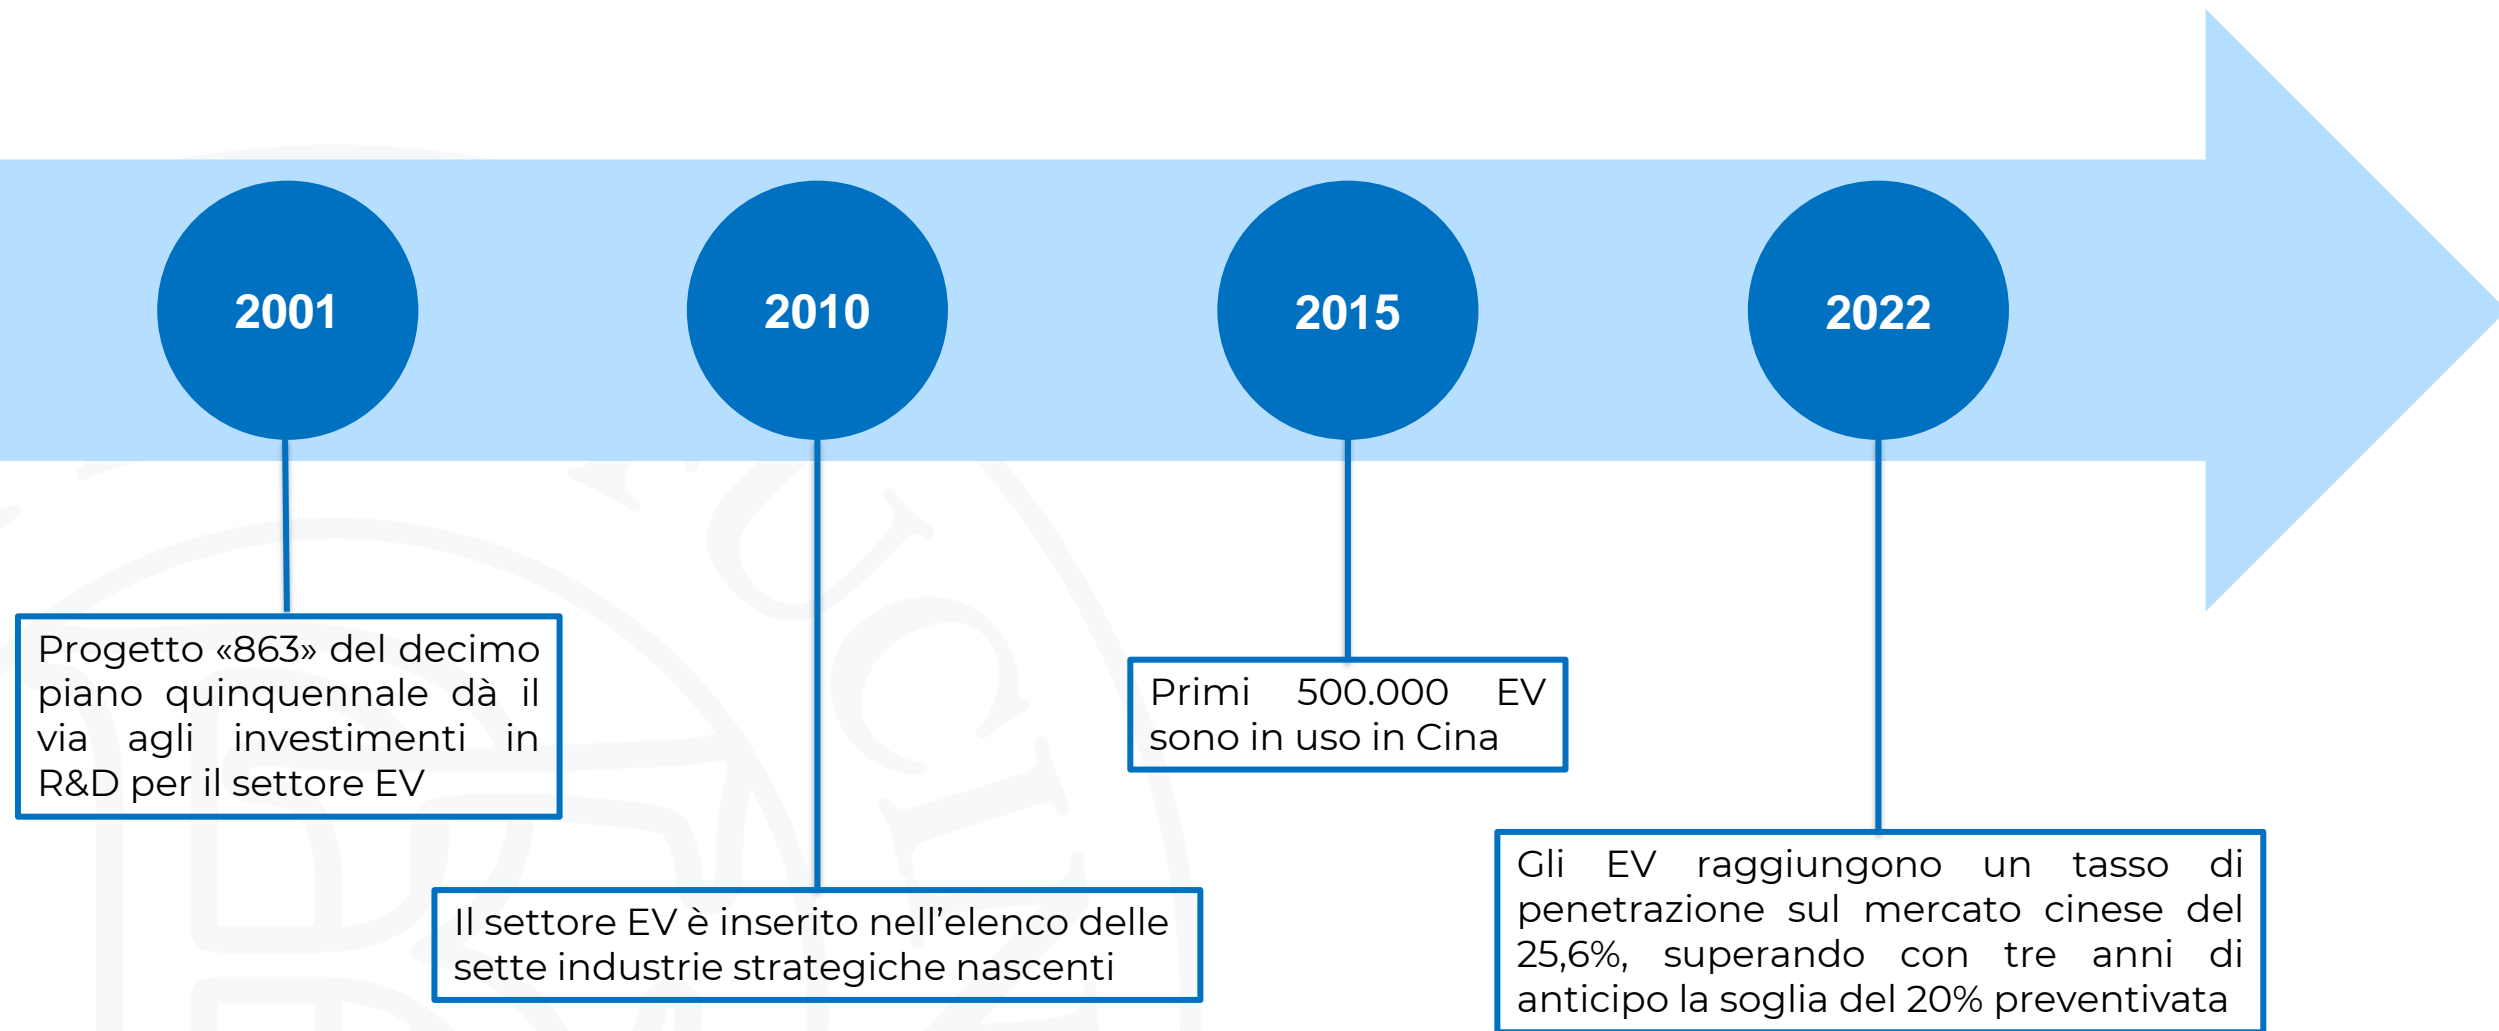 2001
2010
2015
2022
Progetto «863» del decimo
piano quinquennale dà il
via agli investimenti in
R&D per il settore EV
Il settore EV è inserito nell’elenco delle
sette industrie strategiche nascenti
Primi 500.000 EV
sono in uso in Cina
Gli EV raggiungono un tasso di
penetrazione sul mercato cinese del
25,6%, superando con tre anni di
anticipo la soglia del 20% preventivata